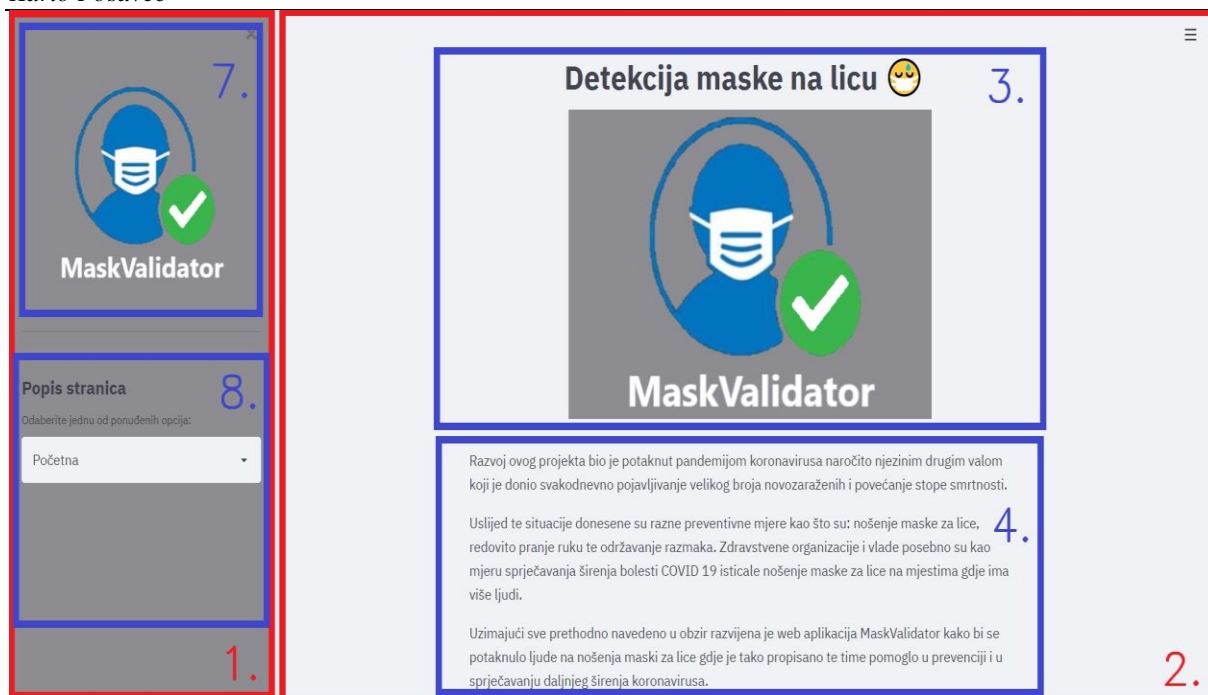 7.
MaskValidator
Popis stranica
8.
Odaberite jednu od ponuđenih opcija:
Početna
1.
Detekcija maske na licu
3.
MaskValidator
Razvoj ovog projekta bio je potaknut pandemijom koronavirusa naročito njezinim drugim valom
koji je donio svakodnevno pojavljivanje velikog broja novozaraženih i povećanje stope smrtnosti.
Uslijed te situacije donesene su razne preventivne mjere kao što su: nošenje maske za lice,
4.
redovito pranje ruku te održavanje razmaka. Zdravstvene organizacije i vlade posebno su kao
mjeru sprječavanja širenja bolesti COVID 19 isticale nošenje maske za lice na mjestima gdje ima
više ljudi.
Uzimajući sve prethodno navedeno u obzir razvijena je web aplikacija MaskValidator kako bi se
potaknulo ljude na nošenja maski za lice gdje je tako propisano te time pomoglo u prevenciji i u
sprječavanju daljnjeg širenja koronavirusa.
2.